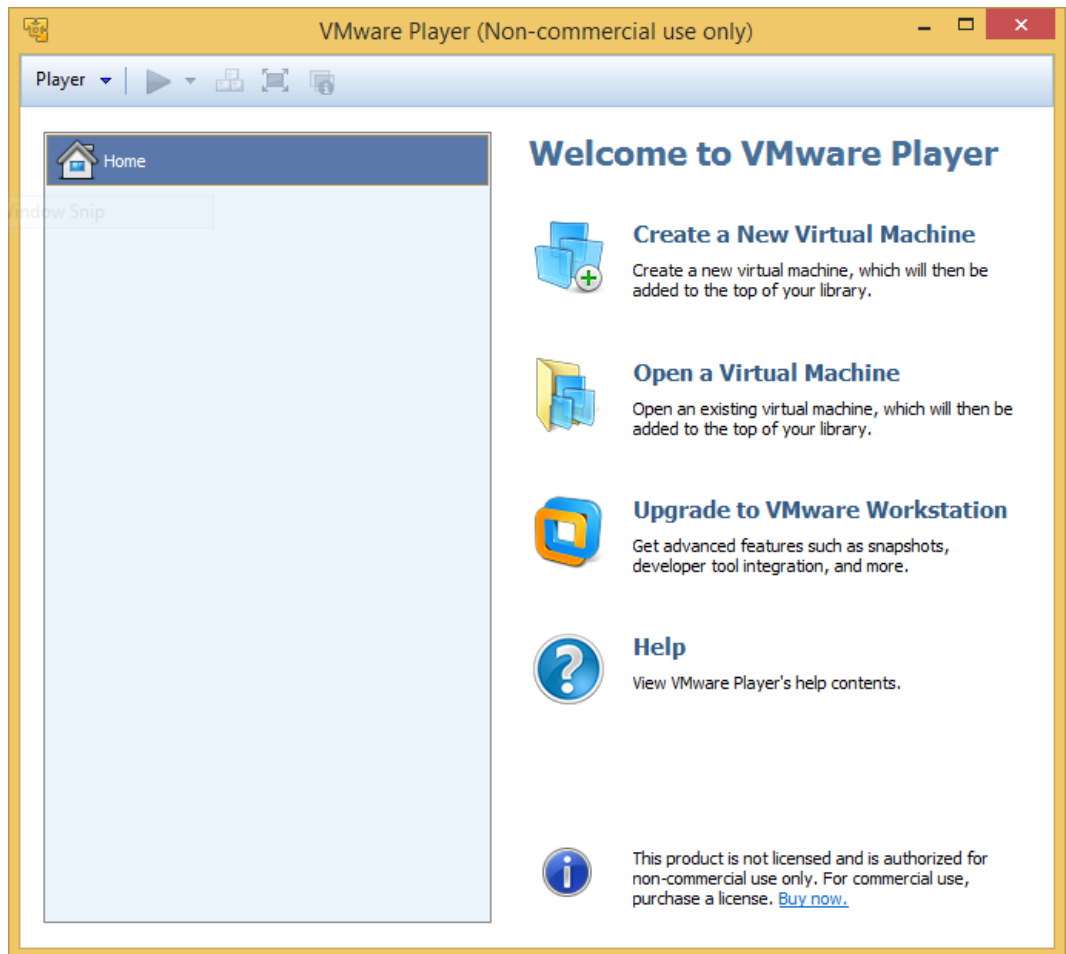 VMware Player (Non-commercial use only)
Player
Home
Window Snip
Welcome to VMware Player
Create a New Virtual Machine
Create a new virtual machine, which will then be
added to the top of your library.
Open a Virtual Machine
Open an existing virtual machine, which will then be
added to the top of your library.
Upgrade to VMware Workstation
Get advanced features such as snapshots,
developer tool integration, and more.
Help
View VMware Player's help contents.
This product is not licensed and is authorized for
non-commercial use only. For commercial use,
purchase a license. Buy now.